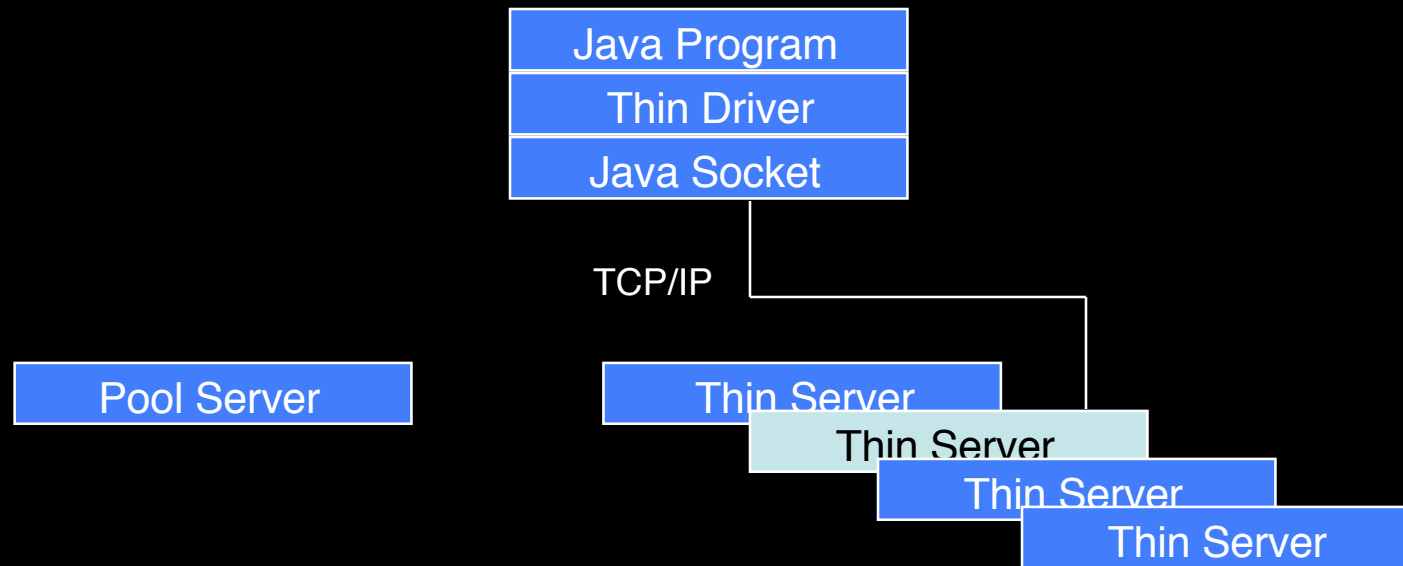 Java Program
Thin Driver
Java Socket
TCP/IP
Pool Server
Thin Server
Thin Server
Thin Server
Thin Server